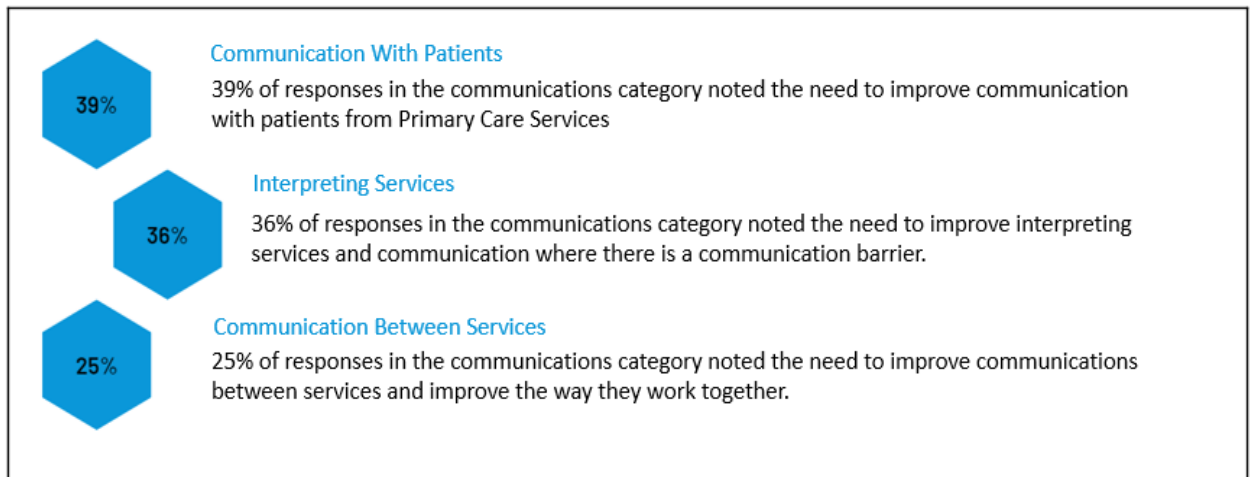 Communication With Patients
39%
39% of responses in the communications category noted the need to improve communication
with patients from Primary Care Services
Interpreting Services
36%
36% of responses in the communications category noted the need to improve interpreting
services and communication where there is a communication barrier.
Communication Between Services
25%
25% of responses in the communications category noted the need to improve communications
between services and improve the way they work together.